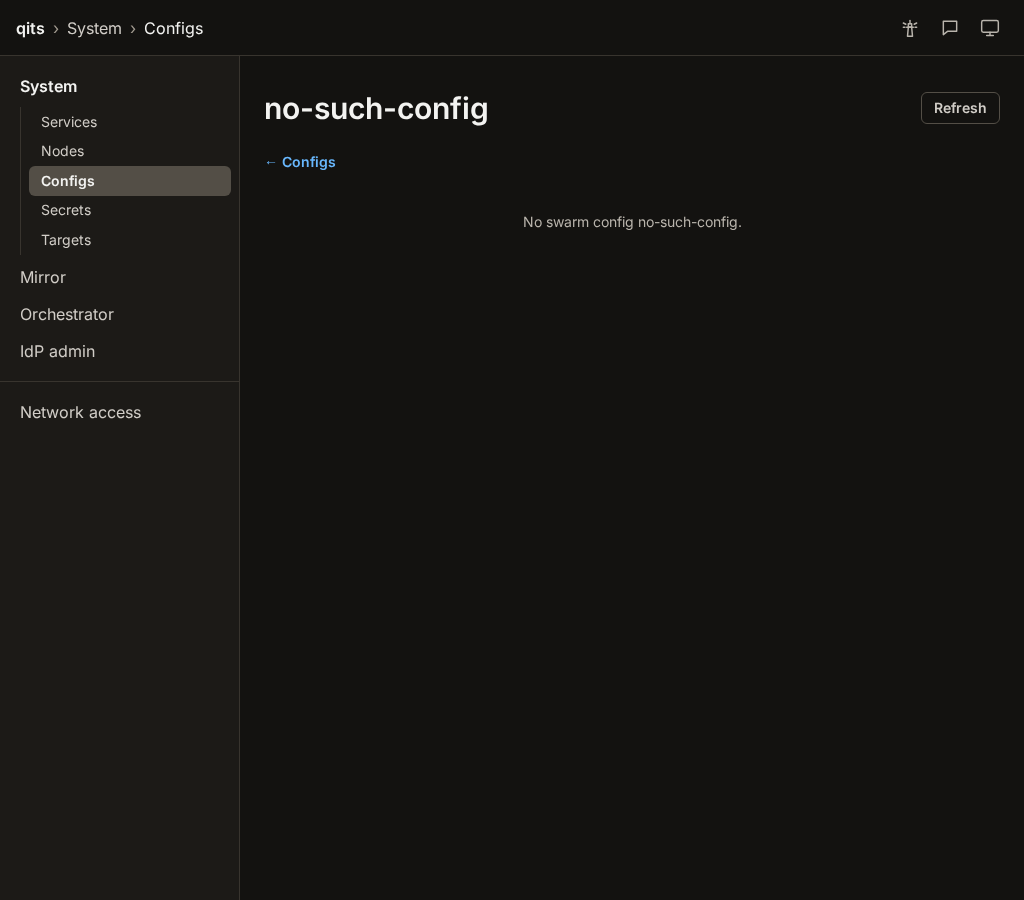 qits › System › Configs
System
Services
Nodes
Configs
Secrets
Targets
Mirror
Orchestrator
IdP admin
Network access
no-such-config
Refresh
← Configs
No swarm config no-such-config.